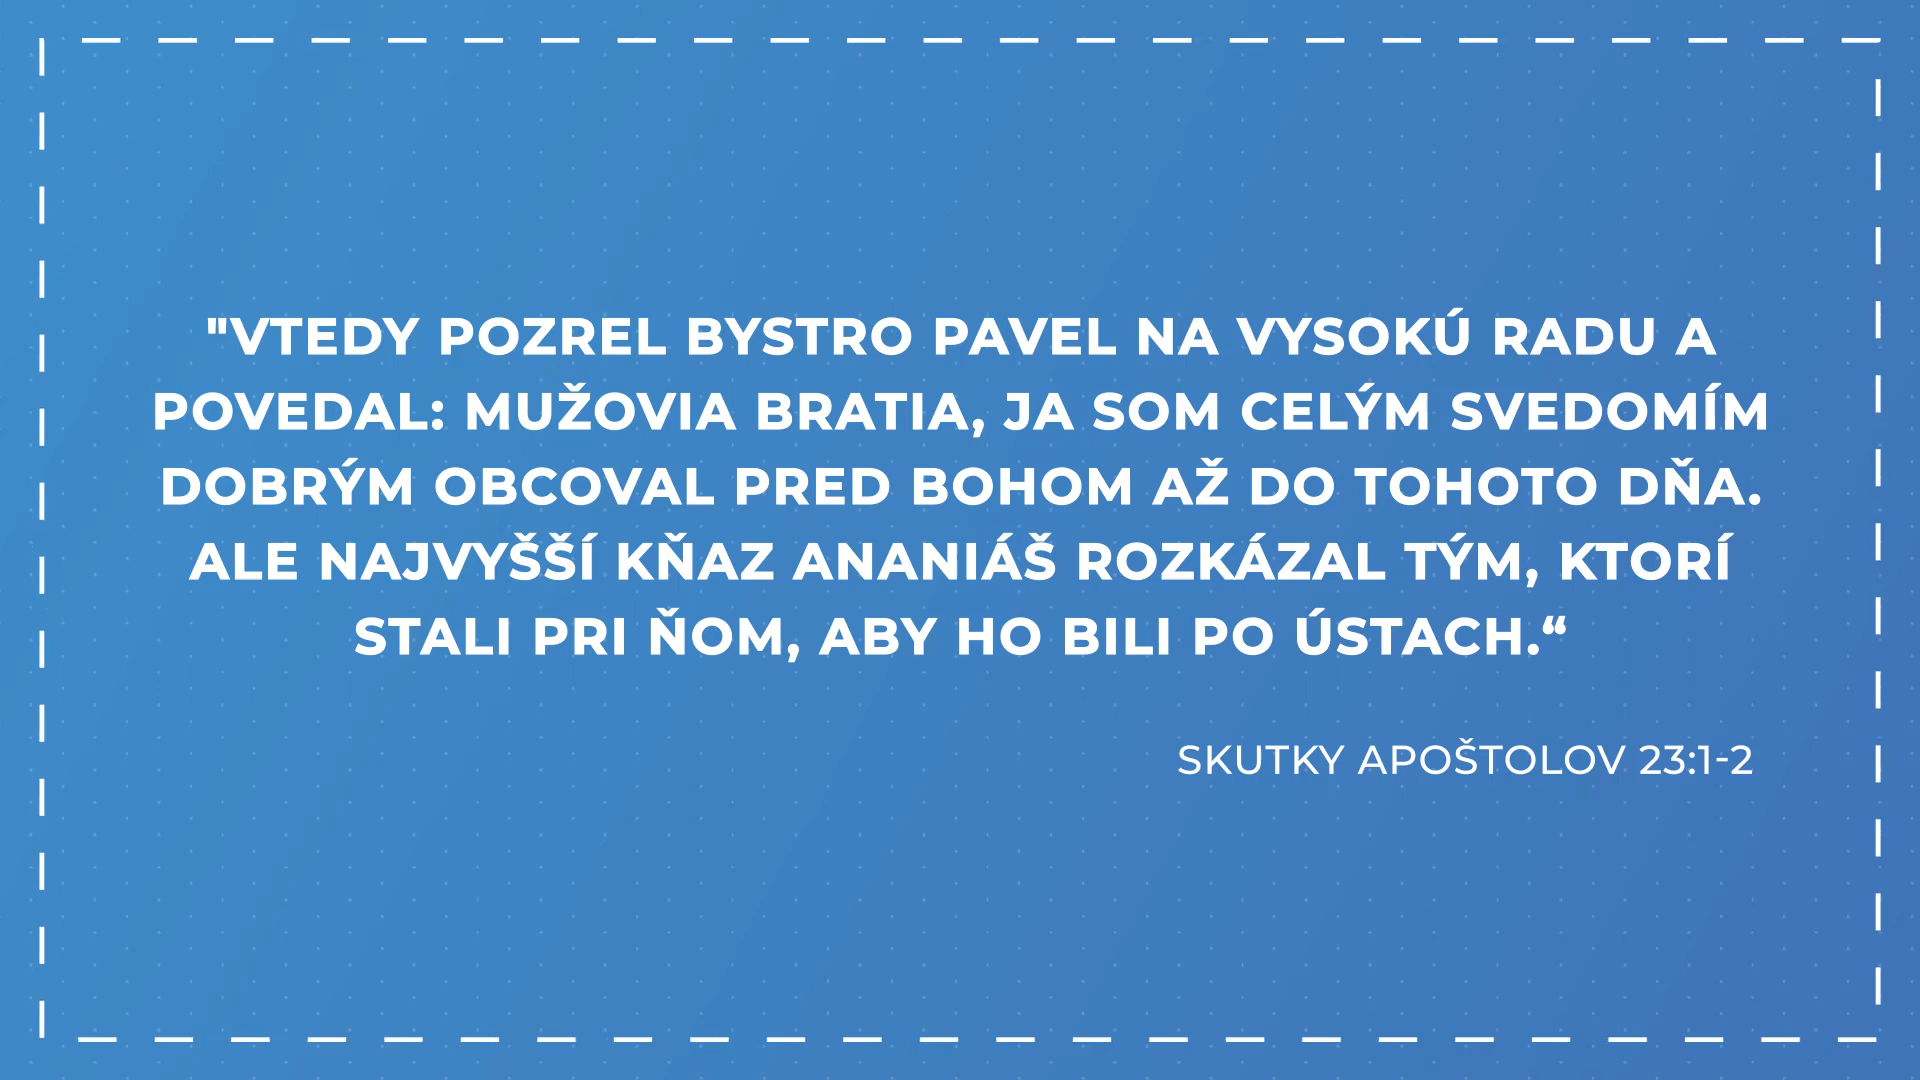 "VTEDY POZREL BYSTRO PAVEL NA VYSOKÚ RADU A
POVEDAL: MUŽOVIA BRATIA, JA SOM CELÝM SVEDOMÍM
DOBRÝM OBCOVAL PRED BOHOM AŽ DO TOHOTO DŇA.
ALE NAJVYŠŠÍ KŇAZ ANANIÁŠ ROZKÁZAL TÝM, KTORÍ
STALI PRI ŇOM, ABY HO BILI PO ÚSTACH.“
SKUTKY APOŠTOLOV 23:1-2